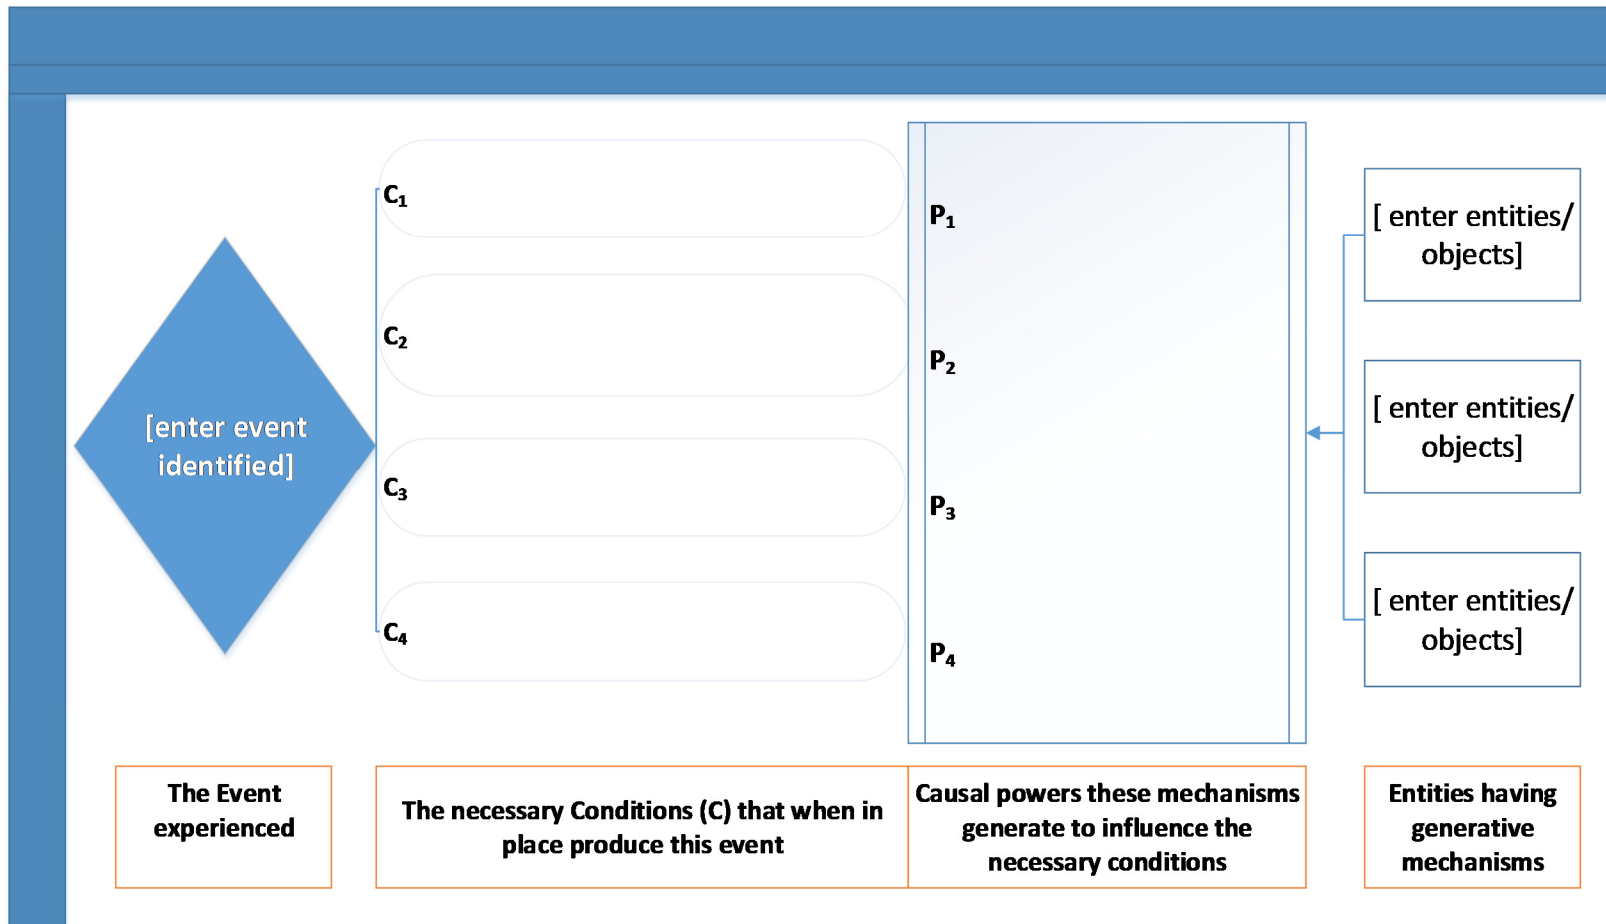 C₁
P₁
[ enter entities/
objects]
C₂
P₂
[enter event
identified]
[ enter entities/
objects]
C₃
P₃
C₄
P₄
[ enter entities/
objects]
The Event
experienced
The necessary Conditions (C) that when in
place produce this event
Causal powers these mechanisms
generate to influence the
necessary conditions
Entities having
generative
mechanisms